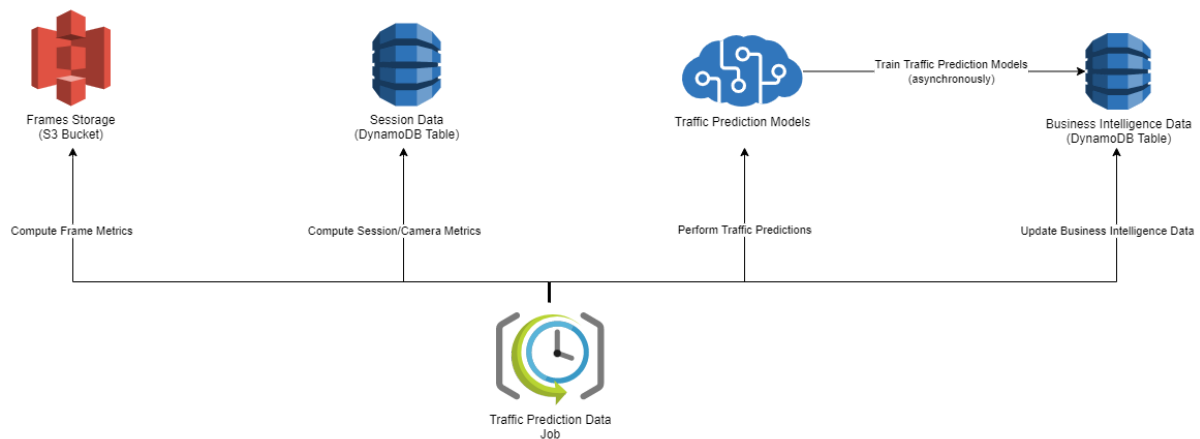 Frames Storage
(S3 Bucket)
Session Data
(DynamoDB Table)
Traffic Prediction Models
Train Traffic Prediction Models
(asynchronously)
Business Intelligence Data
(DynamoDB Table)
Compute Frame Metrics
Compute Session/Camera Metrics
Perform Traffic Predictions
Update Business Intelligence Data
Traffic Prediction Data
Job